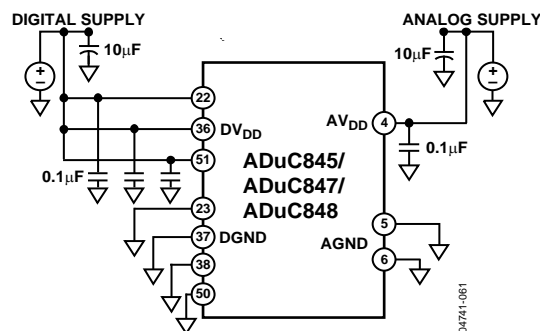 DIGITAL SUPPLY
ANALOG SUPPLY
10µF
10µF
22
36
DVDD
51
0.1µF
ADuC845/
ADuC847/
ADuC848
4
AVDD
0.1µF
23
37
DGND
38
50
5
AGND
6
04741-061